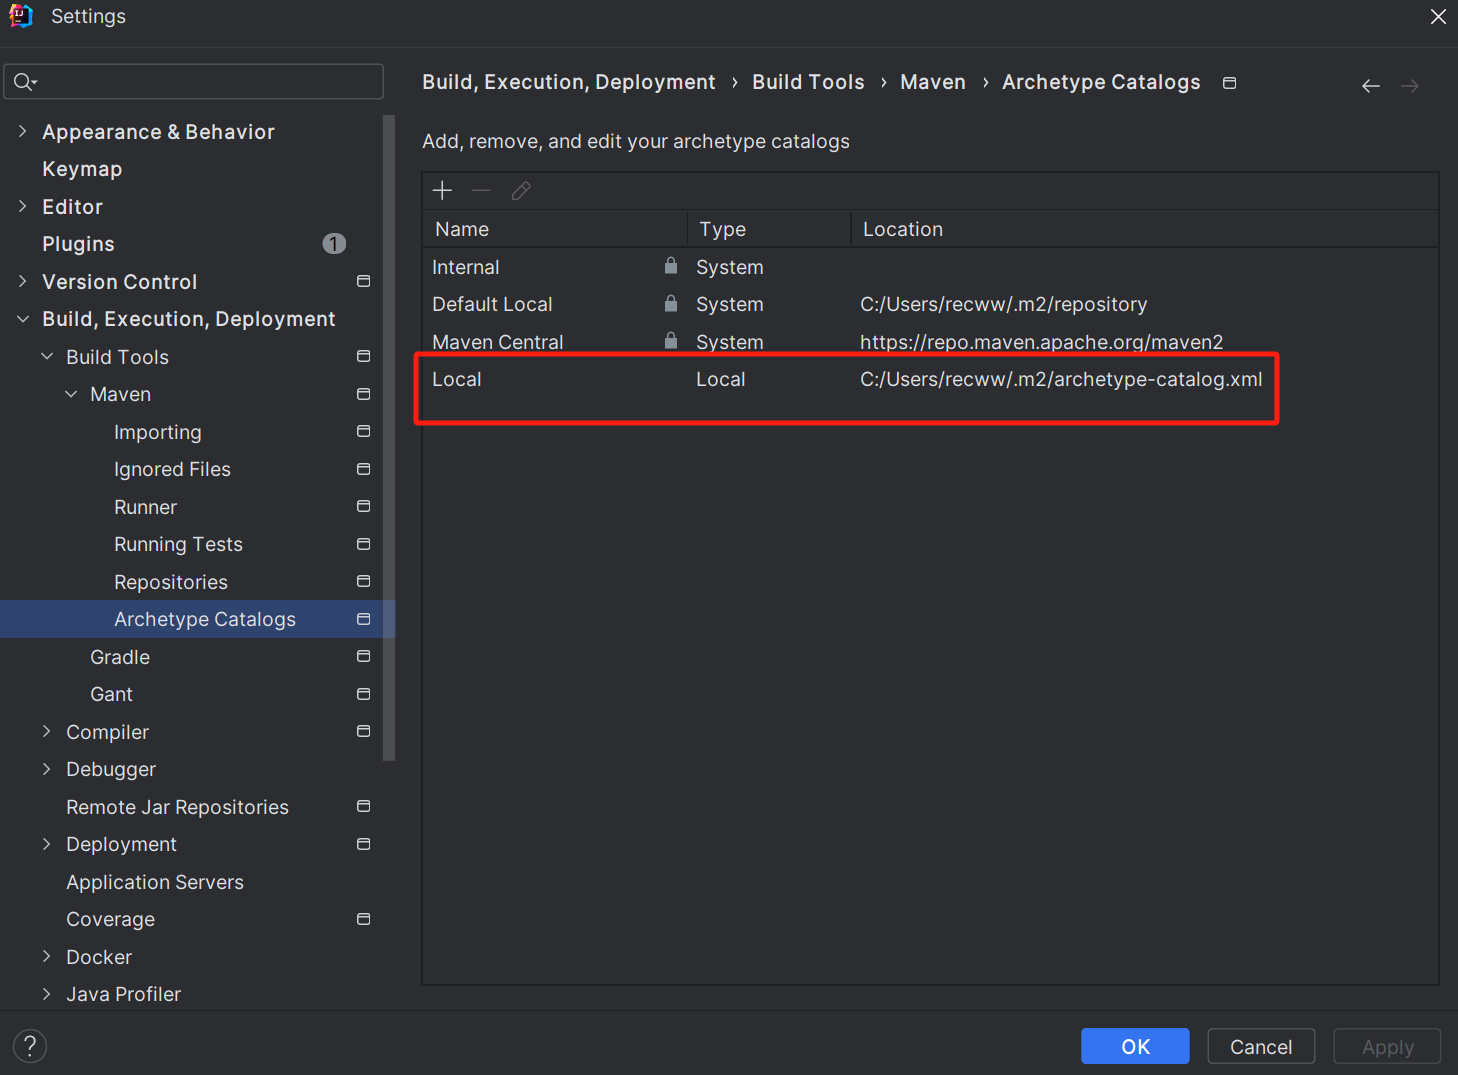 Settings
Build, Execution, Deployment › Build Tools › Maven › Archetype Catalogs
Add, remove, and edit your archetype catalogs
Appearance & Behavior
Keymap
Editor
Plugins 1
Version Control
Build, Execution, Deployment
Build Tools
Maven
Importing
Ignored Files
Runner
Running Tests
Repositories
Archetype Catalogs
Gradle
Gant
Compiler
Debugger
Remote Jar Repositories
Deployment
Application Servers
Coverage
Docker
Java Profiler
Name Type Location
Internal System
Default Local System C:/Users/recww/.m2/repository
Maven Central System https://repo.maven.apache.org/maven2
Local Local C:/Users/recww/.m2/archetype-catalog.xml
?
OK Cancel Apply